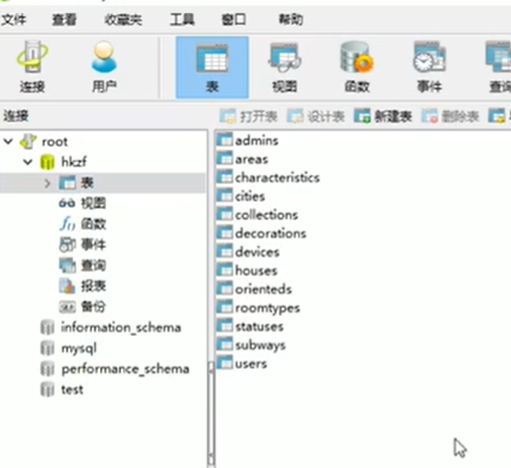 文件 查看 收藏夹 工具 窗口 帮助
连接 用户 表 视图 函数 事件
连接 打开表 设计表 新建表 删除表
root
hkzf
表
视图
函数
事件
查询
报表
备份
information_schema
mysql
performance_schema
test
admins
areas
characteristics
cities
collections
decorations
devices
houses
orienteds
roomtypes
statuses
subways
users